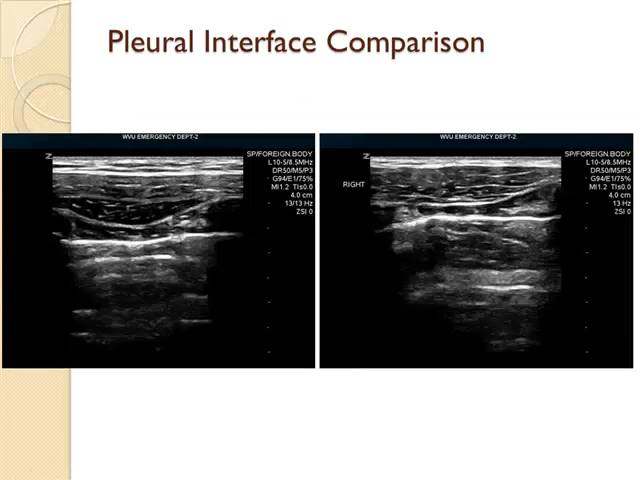 Pleural Interface Comparison
WVU EMERGENCY DEPT-2
SP/FOREIGN.BODY
L10-5/8.5MHz
DR50/M5/P3
G94/E1/75%
MI1.2 TIs0.0
4.0 cm
13/13 Hz
ZSI 0
Z
WVU EMERGENCY DEPT-2
SP/FOREIGN.BODY
L10-5/8.5MHz
DR50/M5/P3
G94/E1/75%
MI1.2 TIs0.0
4.0 cm
13 Hz
ZSI 0
Z
RIGHT